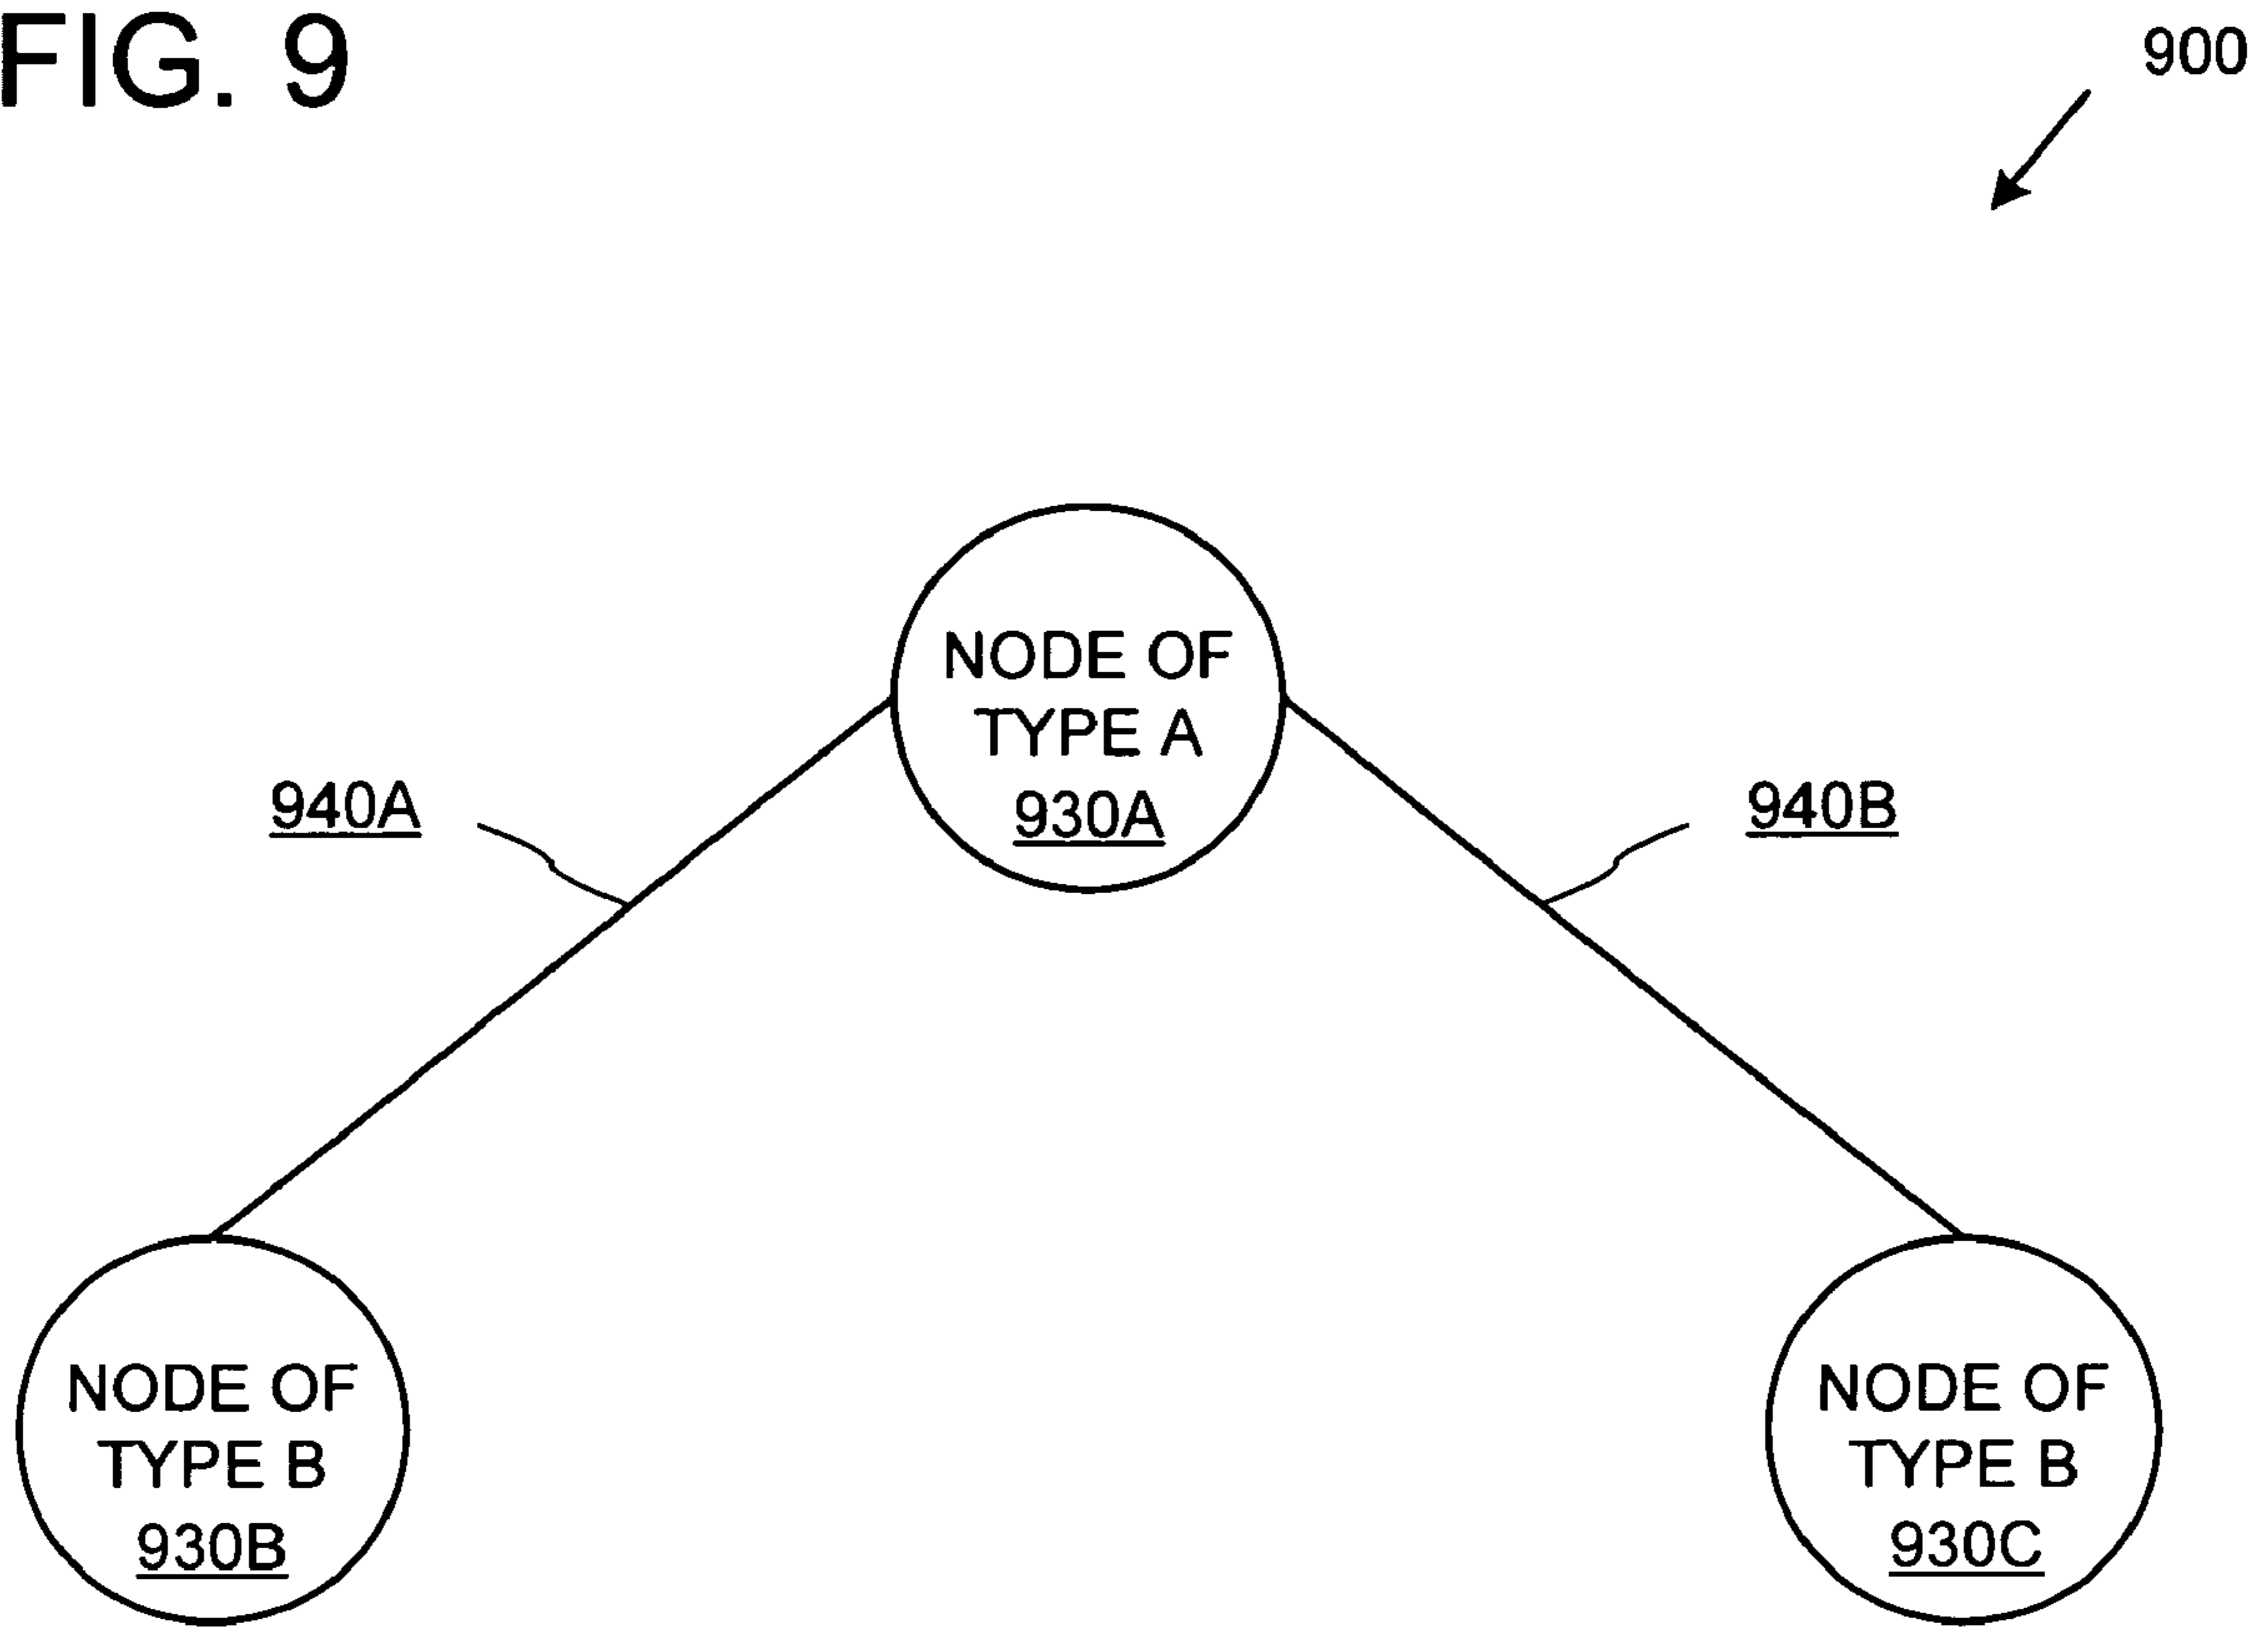 FIG. 9
900
NODE OF
TYPE A
930A
940A
940B
NODE OF
TYPE B
930B
NODE OF
TYPE B
930C